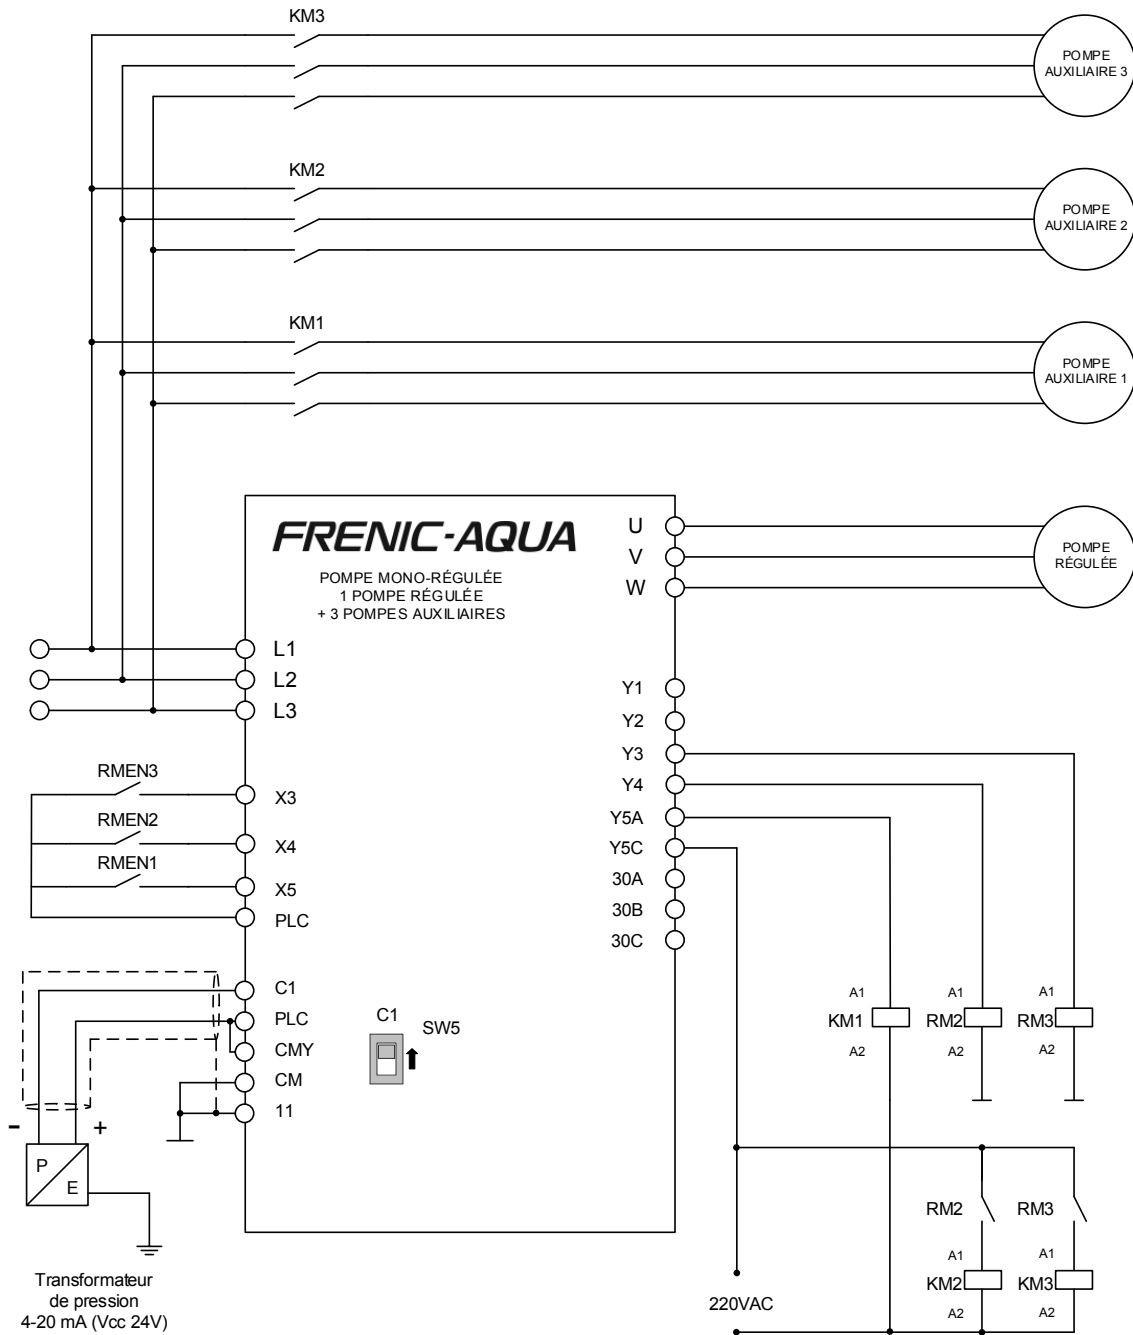 KM3
POMPE
AUXILIAIRE 3
KM2
POMPE
AUXILIAIRE 2
KM1
POMPE
AUXILIAIRE 1
FRENIC-AQUA
POMPE MONO-RÉGULÉE
1 POMPE RÉGULÉE
+ 3 POMPES AUXILIAIRES
U
V
W
POMPE
RÉGULÉE
L1
L2
L3
Y1
Y2
Y3
Y4
Y5A
Y5C
30A
30B
30C
RMEN3
X3
RMEN2
X4
RMEN1
X5
PLC
C1
PLC
CMY
CM
11
C1
SW5
A1
KM1
A2
A1
RM2
A2
A1
RM3
A2
- +
P
E
RM2
RM3
A1
KM2
A2
A1
KM3
A2
220VAC
Transformateur
de pression
4-20 mA (Vcc 24V)